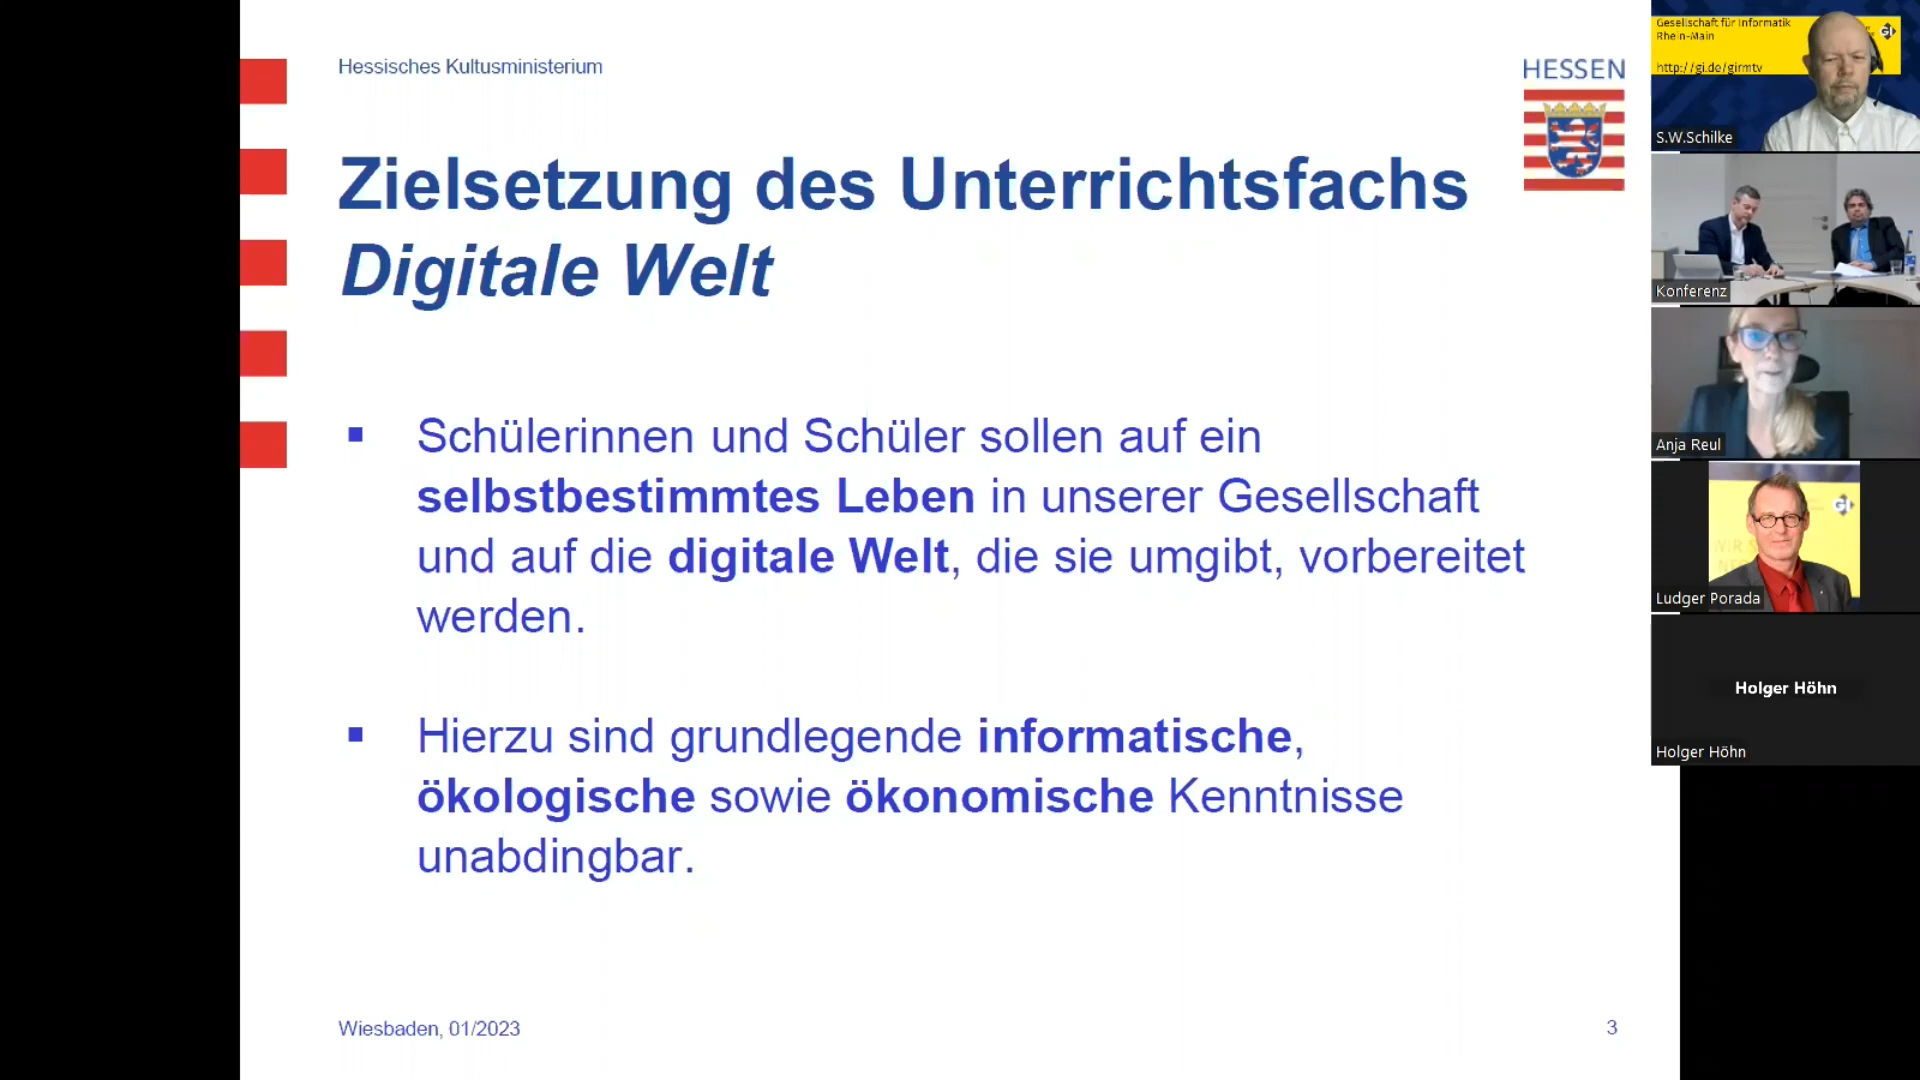 Hessisches Kultusministerium
HESSEN
Zielsetzung des Unterrichtsfachs
Digitale Welt
▪ Schülerinnen und Schüler sollen auf ein
selbstbestimmtes Leben in unserer Gesellschaft
und auf die digitale Welt, die sie umgibt, vorbereitet
werden.
▪ Hierzu sind grundlegende informatische,
ökologische sowie ökonomische Kenntnisse
unabdingbar.
Wiesbaden, 01/2023
3
Gesellschaft für Informatik
Rhein-Main
http://gi.de/girmtv
GI
S.W.Schilke
Konferenz
Anja Reul
GI
Ludger Porada
Holger Höhn
Holger Höhn